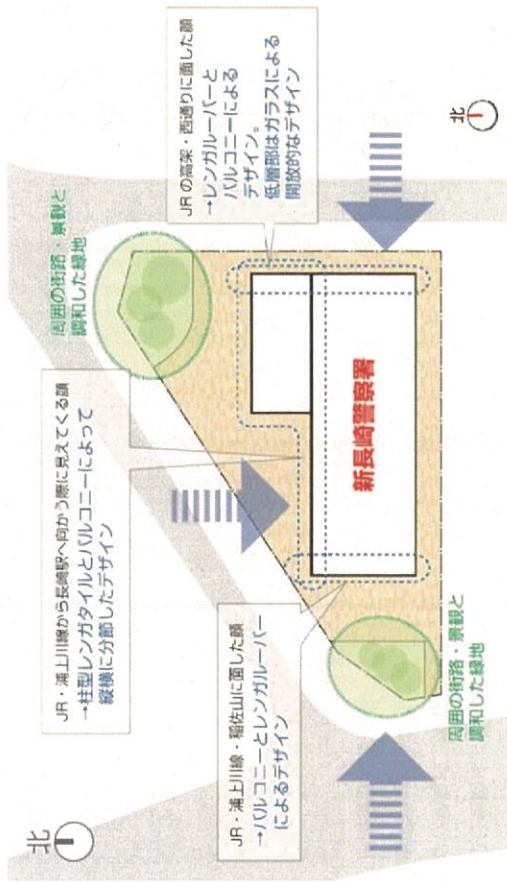 北
JR・浦上川線から長崎駅へ向かう際に見えてくる顔
→柱型レンガタイルとバルコニーによって
縦横に分節したデザイン
周囲の街路・景観と
調和した緑地
JRの高架・西通りに面した顔
→レンガルーバーと
バルコニーによる
デザイン。
低層部はガラスによる
開放的なデザイン
JR・浦上川線・稲佐山に面した顔
→バルコニーとレンガルーバー
によるデザイン
新長崎警察署
周囲の街路・景観と
調和した緑地
北